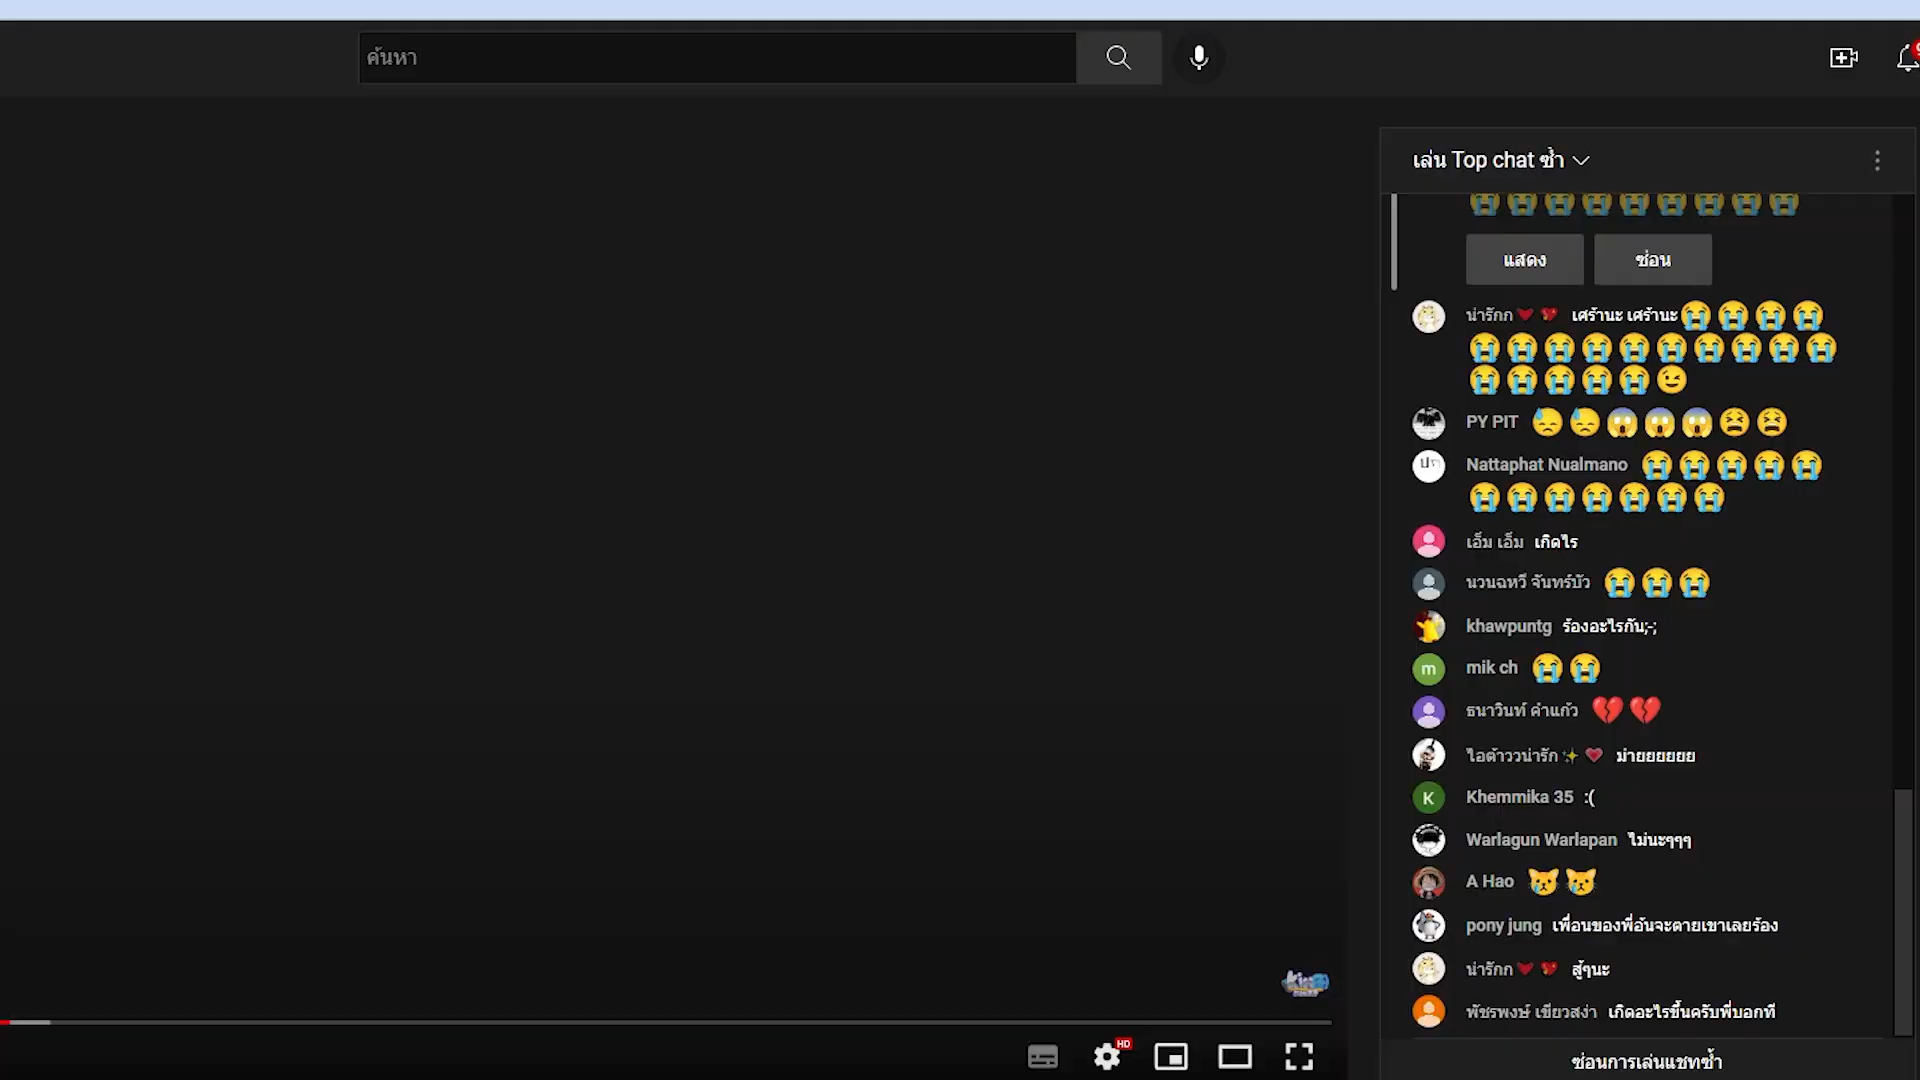 ค้นหา
9
เล่น Top chat ซ้ำ
😭😭😭😭😭😭😭😭😭
แสดง ซ่อน
น่ารักก❤️ 💖 เศร้านะ เศร้านะ😭😭😭😭
😭😭😭😭😭😭😭😭😭😭
😭😭😭😭😭😉
PY PIT 😓😓😱😱😱😫😫
Nattaphat Nualmano 😭😭😭😭😭
😭😭😭😭😭😭😭
เอ็ม เอ็ม เกิดไร
นวนฉหวี จันทร์บัว 😭😭😭
khawpuntg ร้องอะไรกัน;-;
m mik ch 😭😭
ธนาวินท์ คำแก้ว 💔💔
ไอต้าววน่ารัก✨💗 ม่ายยยยยย
K Khemmika 35 :(
Warlagun Warlapan ไม่นะๆๆๆ
A Hao 😿😿
pony jung เพื่อนของพี่อันจะตายเขาเลยร้อง
น่ารักก❤️ 💖 สู้ๆนะ
พัชรพงษ์ เขียวสง่า เกิดอะไรขึ้นครับพี่บอกที
HD
ซ่อนการเล่นแชทซ้ำ